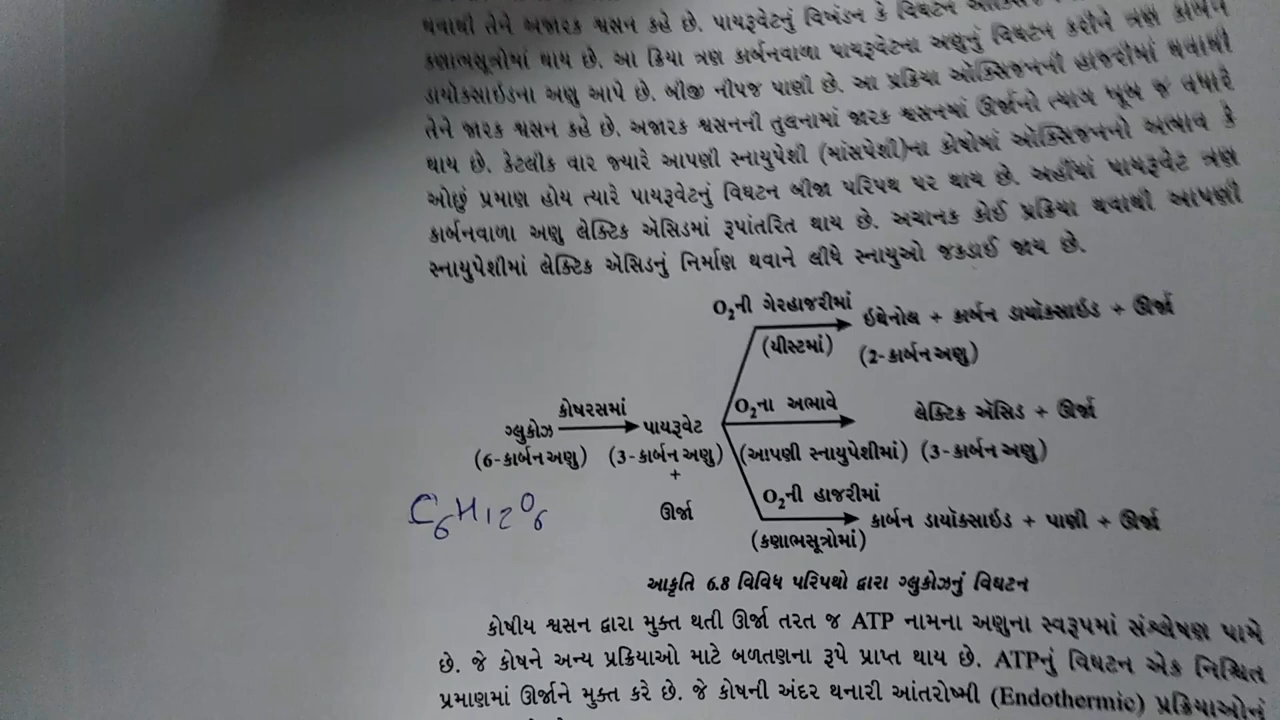 થવાથી તેને અજારક શ્વસન કહે છે. પાયરૂવેટનું વિખંડન કે વિઘટન
કણાભસૂત્રોમાં થાય છે. આ ક્રિયા ત્રણ કાર્બનવાળા પાયરૂવેટના અણુનું વિઘટન કરીને ત્રણ કાર્બન
ડાયૉક્સાઇડના અણુ આપે છે. બીજી નીપજ પાણી છે. આ પ્રક્રિયા ઑક્સિજનની હાજરીમાં થવાથી
તેને જારક શ્વસન કહે છે. અજારક શ્વસનની તુલનામાં જારક શ્વસનમાં ઊર્જાનો ત્યાગ ખૂબ જ વધારે
થાય છે. કેટલીક વાર જ્યારે આપણી સ્નાયુપેશી (માંસપેશી)ના કોષોમાં ઑક્સિજનનો અભાવ કે
ઓછું પ્રમાણ હોય ત્યારે પાયરૂવેટનું વિઘટન બીજા પરિપથ પર થાય છે. અહીંયાં પાયરૂવેટ ત્રણ
કાર્બનવાળા અણુ લેક્ટિક ઍસિડમાં રૂપાંતરિત થાય છે. અચાનક કોઈ પ્રક્રિયા થવાથી આપણી
સ્નાયુપેશીમાં લેક્ટિક ઍસિડનું નિર્માણ થવાને લીધે સ્નાયુઓ જકડાઈ જાય છે.
O₂ની ગેરહાજરીમાં
ઇથેનોલ + કાર્બન ડાયૉક્સાઇડ + ઊર્જા
(યીસ્ટમાં) (2-કાર્બન અણુ)
કોષરસમાં O₂ના અભાવે
ગ્લુકોઝ પાયરૂવેટ લેક્ટિક ઍસિડ + ઊર્જા
(6-કાર્બન અણુ) (3-કાર્બન અણુ) (આપણી સ્નાયુપેશીમાં) (3-કાર્બન અણુ)
+
O₂ની હાજરીમાં
C₆H₁₂O₆ ઊર્જા કાર્બન ડાયૉક્સાઇડ + પાણી + ઊર્જા
(કણાભસૂત્રોમાં)
આકૃતિ 6.8 વિવિધ પરિપથો દ્વારા ગ્લુકોઝનું વિઘટન
કોષીય શ્વસન દ્વારા મુક્ત થતી ઊર્જા તરત જ ATP નામના અણુના સ્વરૂપમાં સંશ્લેષણ પામે
છે. જે કોષને અન્ય પ્રક્રિયાઓ માટે બળતણના રૂપે પ્રાપ્ત થાય છે. ATPનું વિઘટન એક નિશ્ચિત
પ્રમાણમાં ઊર્જાને મુક્ત કરે છે. જે કોષની અંદર થનારી આંતરોષ્મી (Endothermic) પ્રક્રિયાઓનું